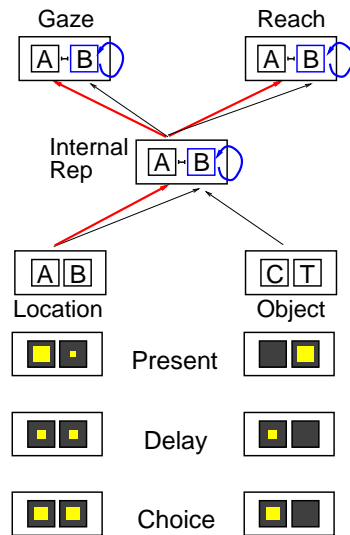 Gaze Reach
A B A B
Internal
Rep
A B
A B C T
Location Object
Present
Delay
Choice